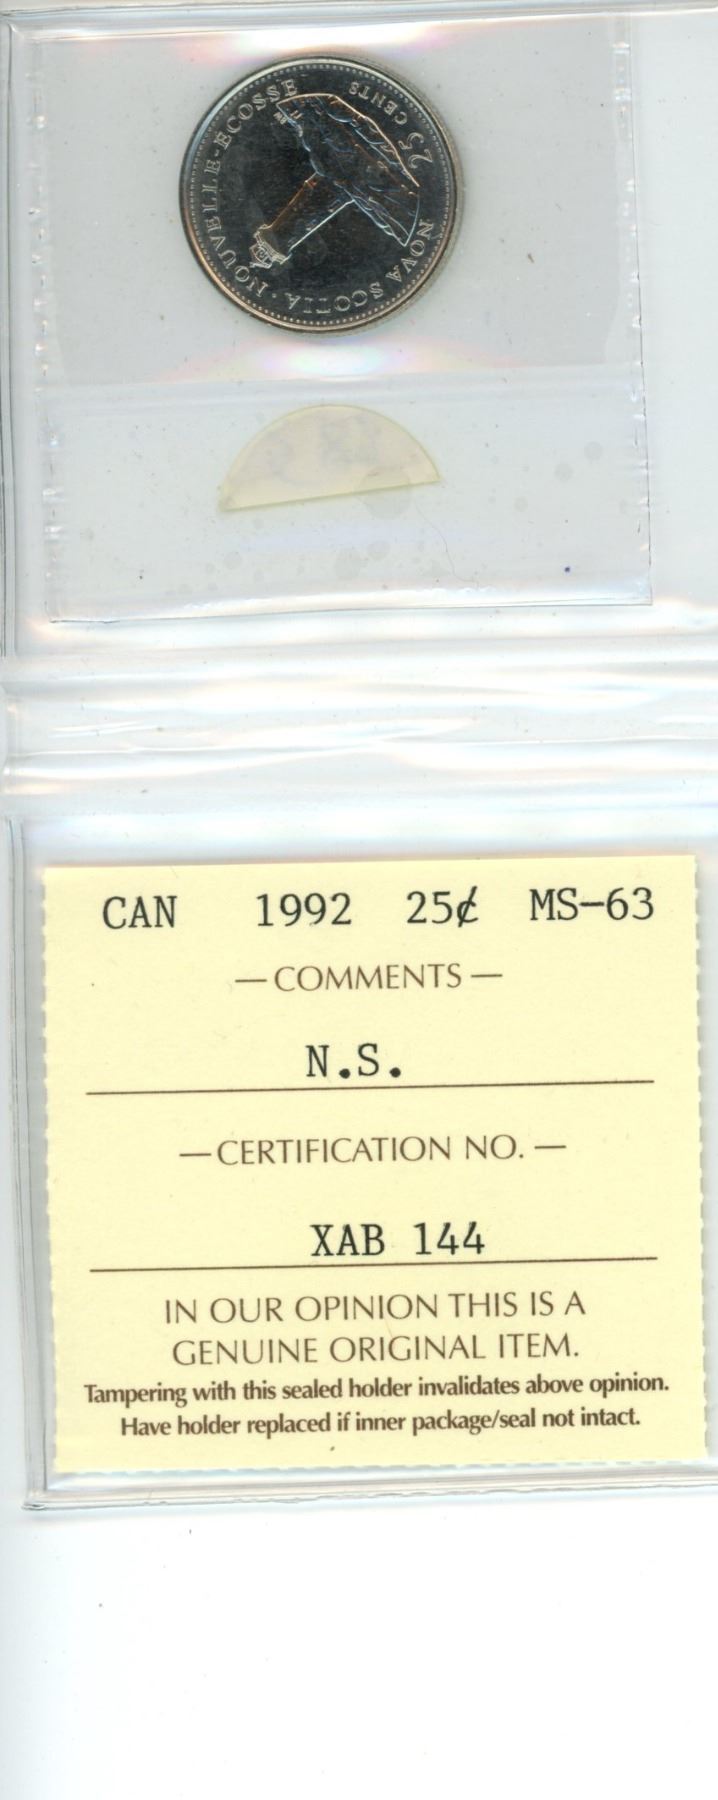 25 CENTS
NOVA SCOTIA · NOUVELLE-ECOSSE
CAN 1992 25¢ MS-63
— COMMENTS —
N.S.
— CERTIFICATION NO. —
XAB 144
IN OUR OPINION THIS IS A
GENUINE ORIGINAL ITEM.
Tampering with this sealed holder invalidates above opinion.
Have holder replaced if inner package/seal not intact.